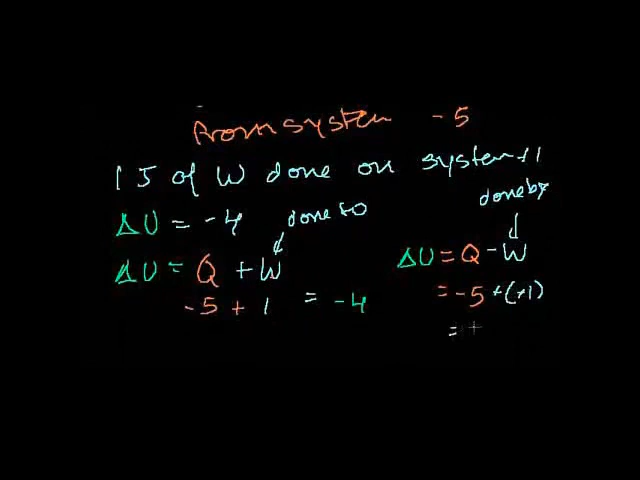 from system -5
1 J of W done on system +1
ΔU = -4 done to done by
ΔU = Q + W ΔU = Q - W
-5 + 1 = -4 = -5 +(+1)
=